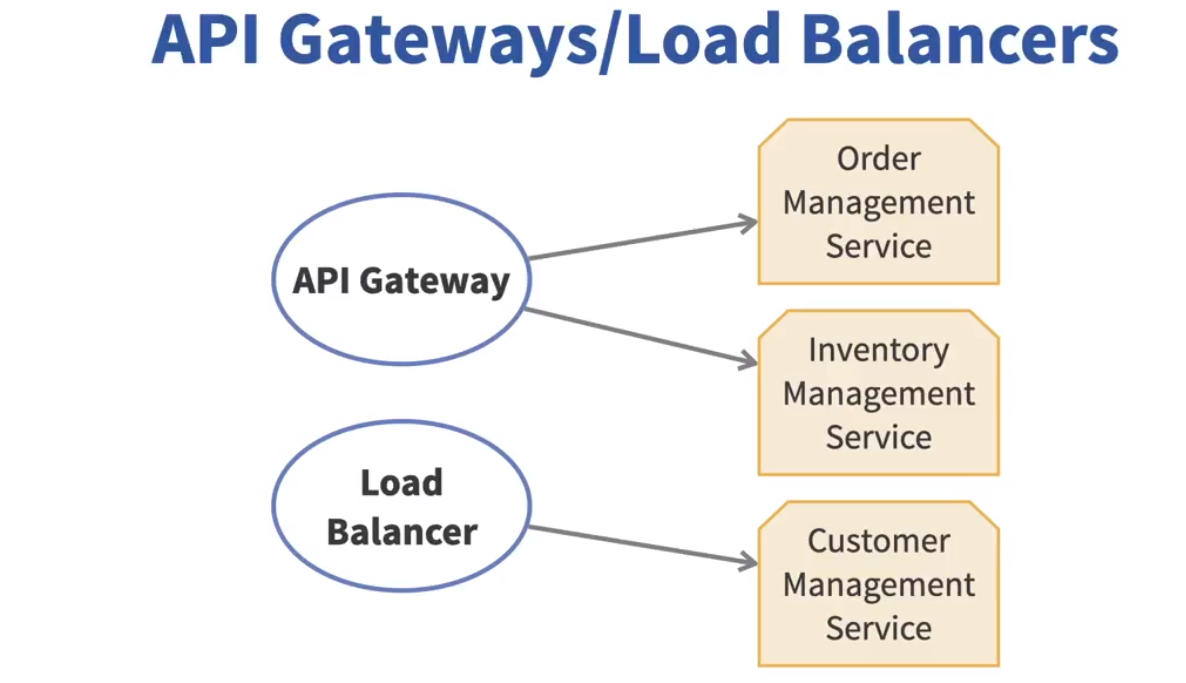 API Gateways/Load Balancers
API Gateway
Load
Balancer
Order
Management
Service
Inventory
Management
Service
Customer
Management
Service